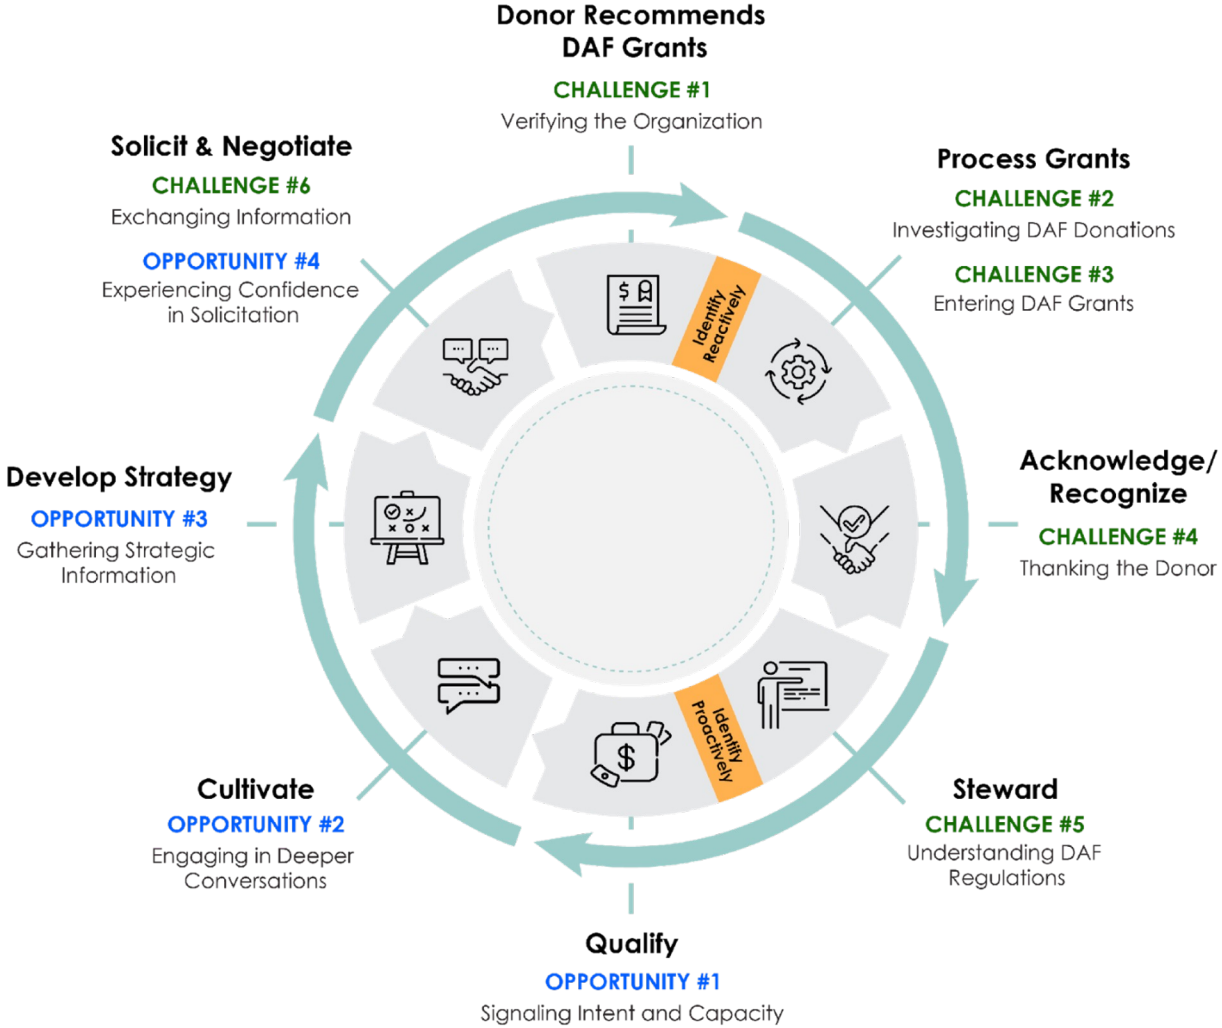 Donor Recommends
DAF Grants
CHALLENGE #1
Verifying the Organization
Process Grants
CHALLENGE #2
Investigating DAF Donations
CHALLENGE #3
Entering DAF Grants
Acknowledge/
Recognize
CHALLENGE #4
Thanking the Donor
Steward
CHALLENGE #5
Understanding DAF
Regulations
Qualify
OPPORTUNITY #1
Signaling Intent and Capacity
Cultivate
OPPORTUNITY #2
Engaging in Deeper
Conversations
Develop Strategy
OPPORTUNITY #3
Gathering Strategic
Information
Solicit & Negotiate
CHALLENGE #6
Exchanging Information
OPPORTUNITY #4
Experiencing Confidence
in Solicitation
Identify
Reactively
Identify
Proactively
$
$